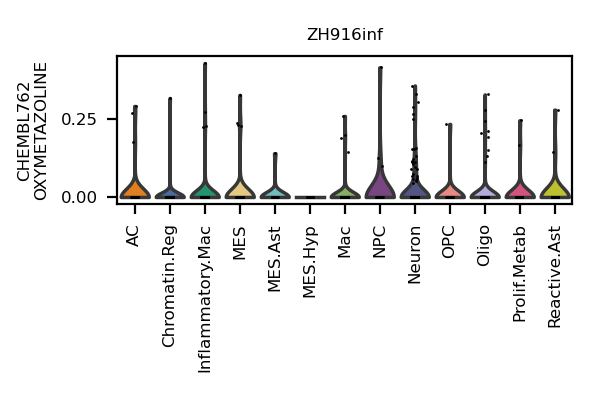 ZH916inf
CHEMBL762
OXYMETAZOLINE
0.25
0.00
AC
Chromatin.Reg
Inflammatory.Mac
MES
MES.Ast
MES.Hyp
Mac
NPC
Neuron
OPC
Oligo
Prolif.Metab
Reactive.Ast